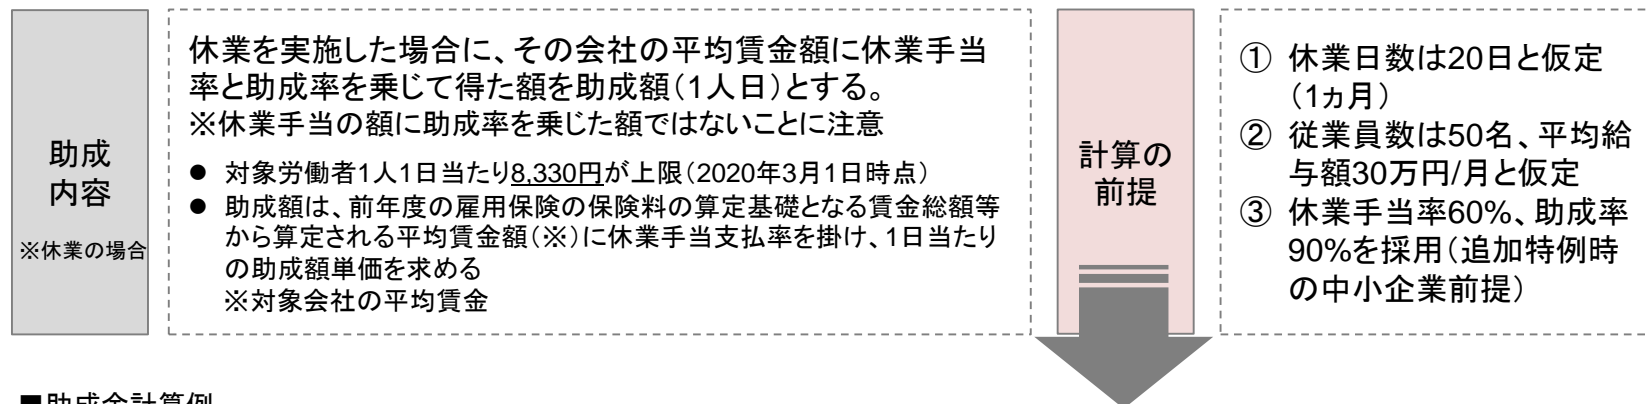 助成
内容
※休業の場合
休業を実施した場合に、その会社の平均賃金額に休業手当
率と助成率を乗じて得た額を助成額（1人日）とする。
※休業手当の額に助成率を乗じた額ではないことに注意
● 対象労働者1人1日当たり8,330円が上限（2020年3月1日時点）
● 助成額は、前年度の雇用保険の保険料の算定基礎となる賃金総額等
から算定される平均賃金額（※）に休業手当支払率を掛け、1日当たり
の助成額単価を求める
※対象会社の平均賃金
計算の
前提
① 休業日数は20日と仮定
（1ヵ月）
② 従業員数は50名、平均給
与額30万円/月と仮定
③ 休業手当率60%、助成率
90%を採用（追加特例時
の中小企業前提）
■助成金計算例